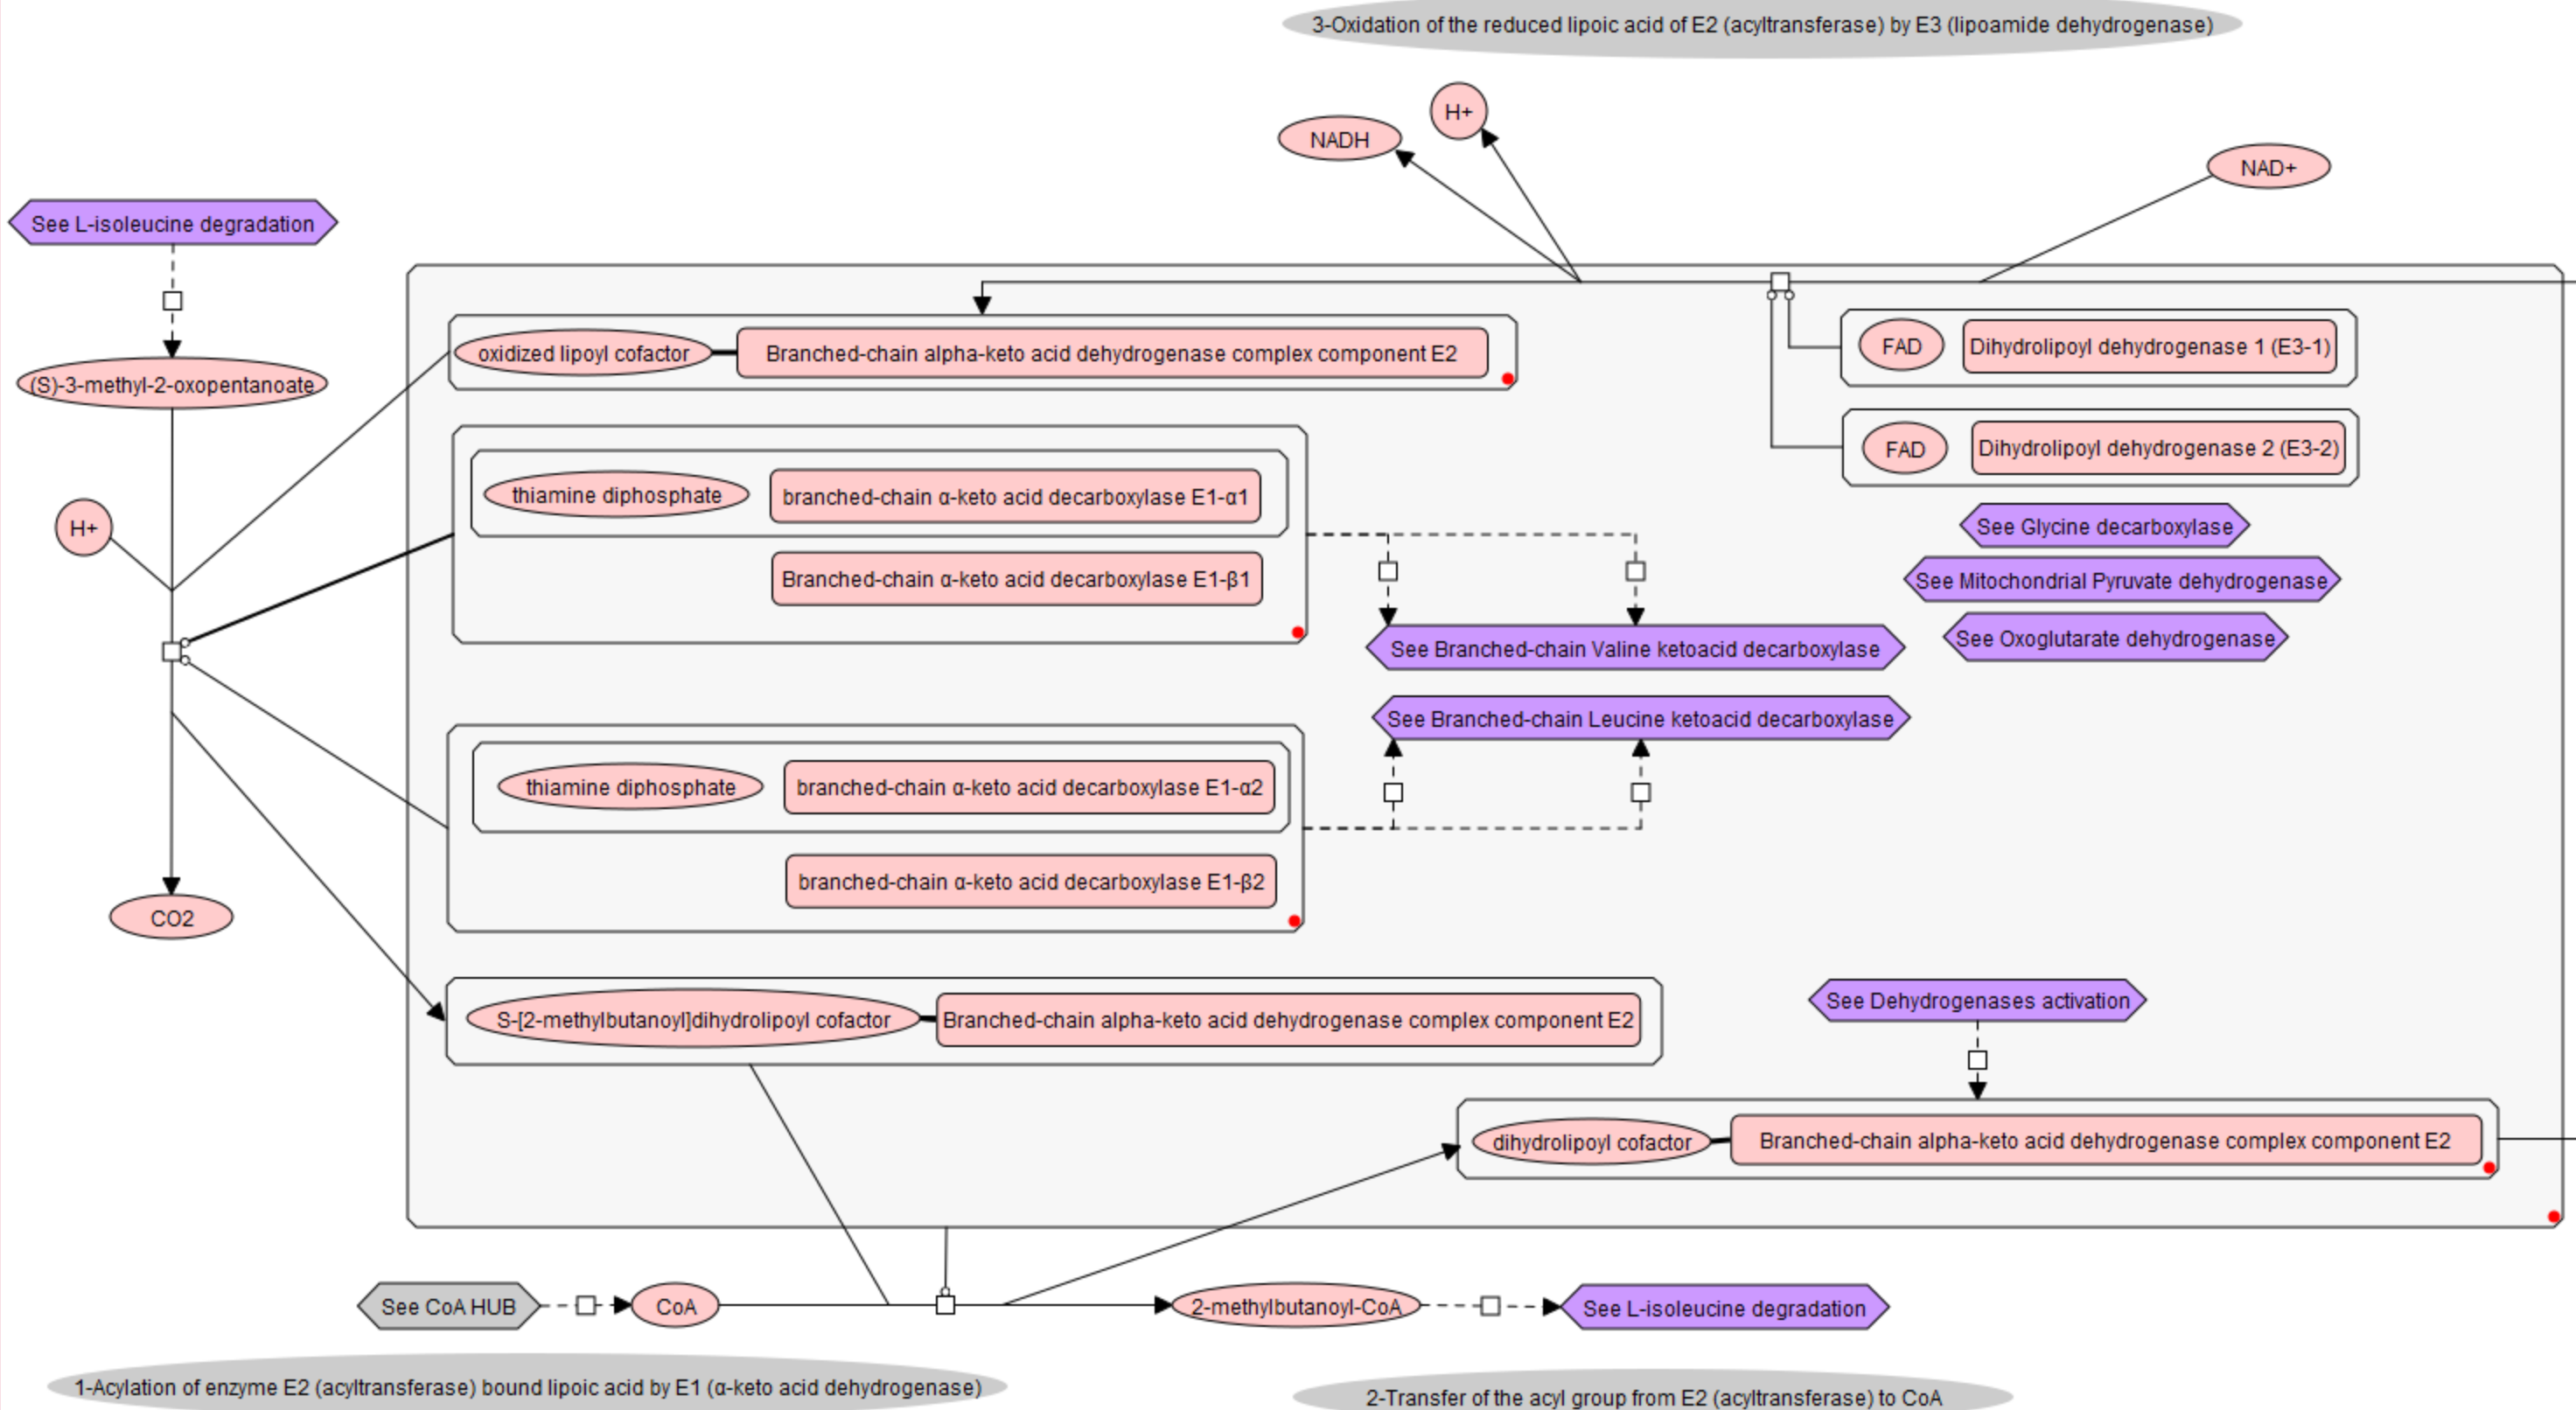 3-Oxidation of the reduced lipoic acid of E2 (acyltransferase) by E3 (lipoamide dehydrogenase)
H+
NADH
NAD+
See L-isoleucine degradation
(S)-3-methyl-2-oxopentanoate
H+
CO2
oxidized lipoyl cofactor
Branched-chain alpha-keto acid dehydrogenase complex component E2
FAD
Dihydrolipoyl dehydrogenase 1 (E3-1)
FAD
Dihydrolipoyl dehydrogenase 2 (E3-2)
thiamine diphosphate
branched-chain α-keto acid decarboxylase E1-α1
Branched-chain α-keto acid decarboxylase E1-β1
See Glycine decarboxylase
See Mitochondrial Pyruvate dehydrogenase
See Oxoglutarate dehydrogenase
See Branched-chain Valine ketoacid decarboxylase
See Branched-chain Leucine ketoacid decarboxylase
thiamine diphosphate
branched-chain α-keto acid decarboxylase E1-α2
branched-chain α-keto acid decarboxylase E1-β2
S-[2-methylbutanoyl]dihydrolipoyl cofactor
Branched-chain alpha-keto acid dehydrogenase complex component E2
See Dehydrogenases activation
dihydrolipoyl cofactor
Branched-chain alpha-keto acid dehydrogenase complex component E2
See CoA HUB
CoA
2-methylbutanoyl-CoA
See L-isoleucine degradation
1-Acylation of enzyme E2 (acyltransferase) bound lipoic acid by E1 (α-keto acid dehydrogenase)
2-Transfer of the acyl group from E2 (acyltransferase) to CoA